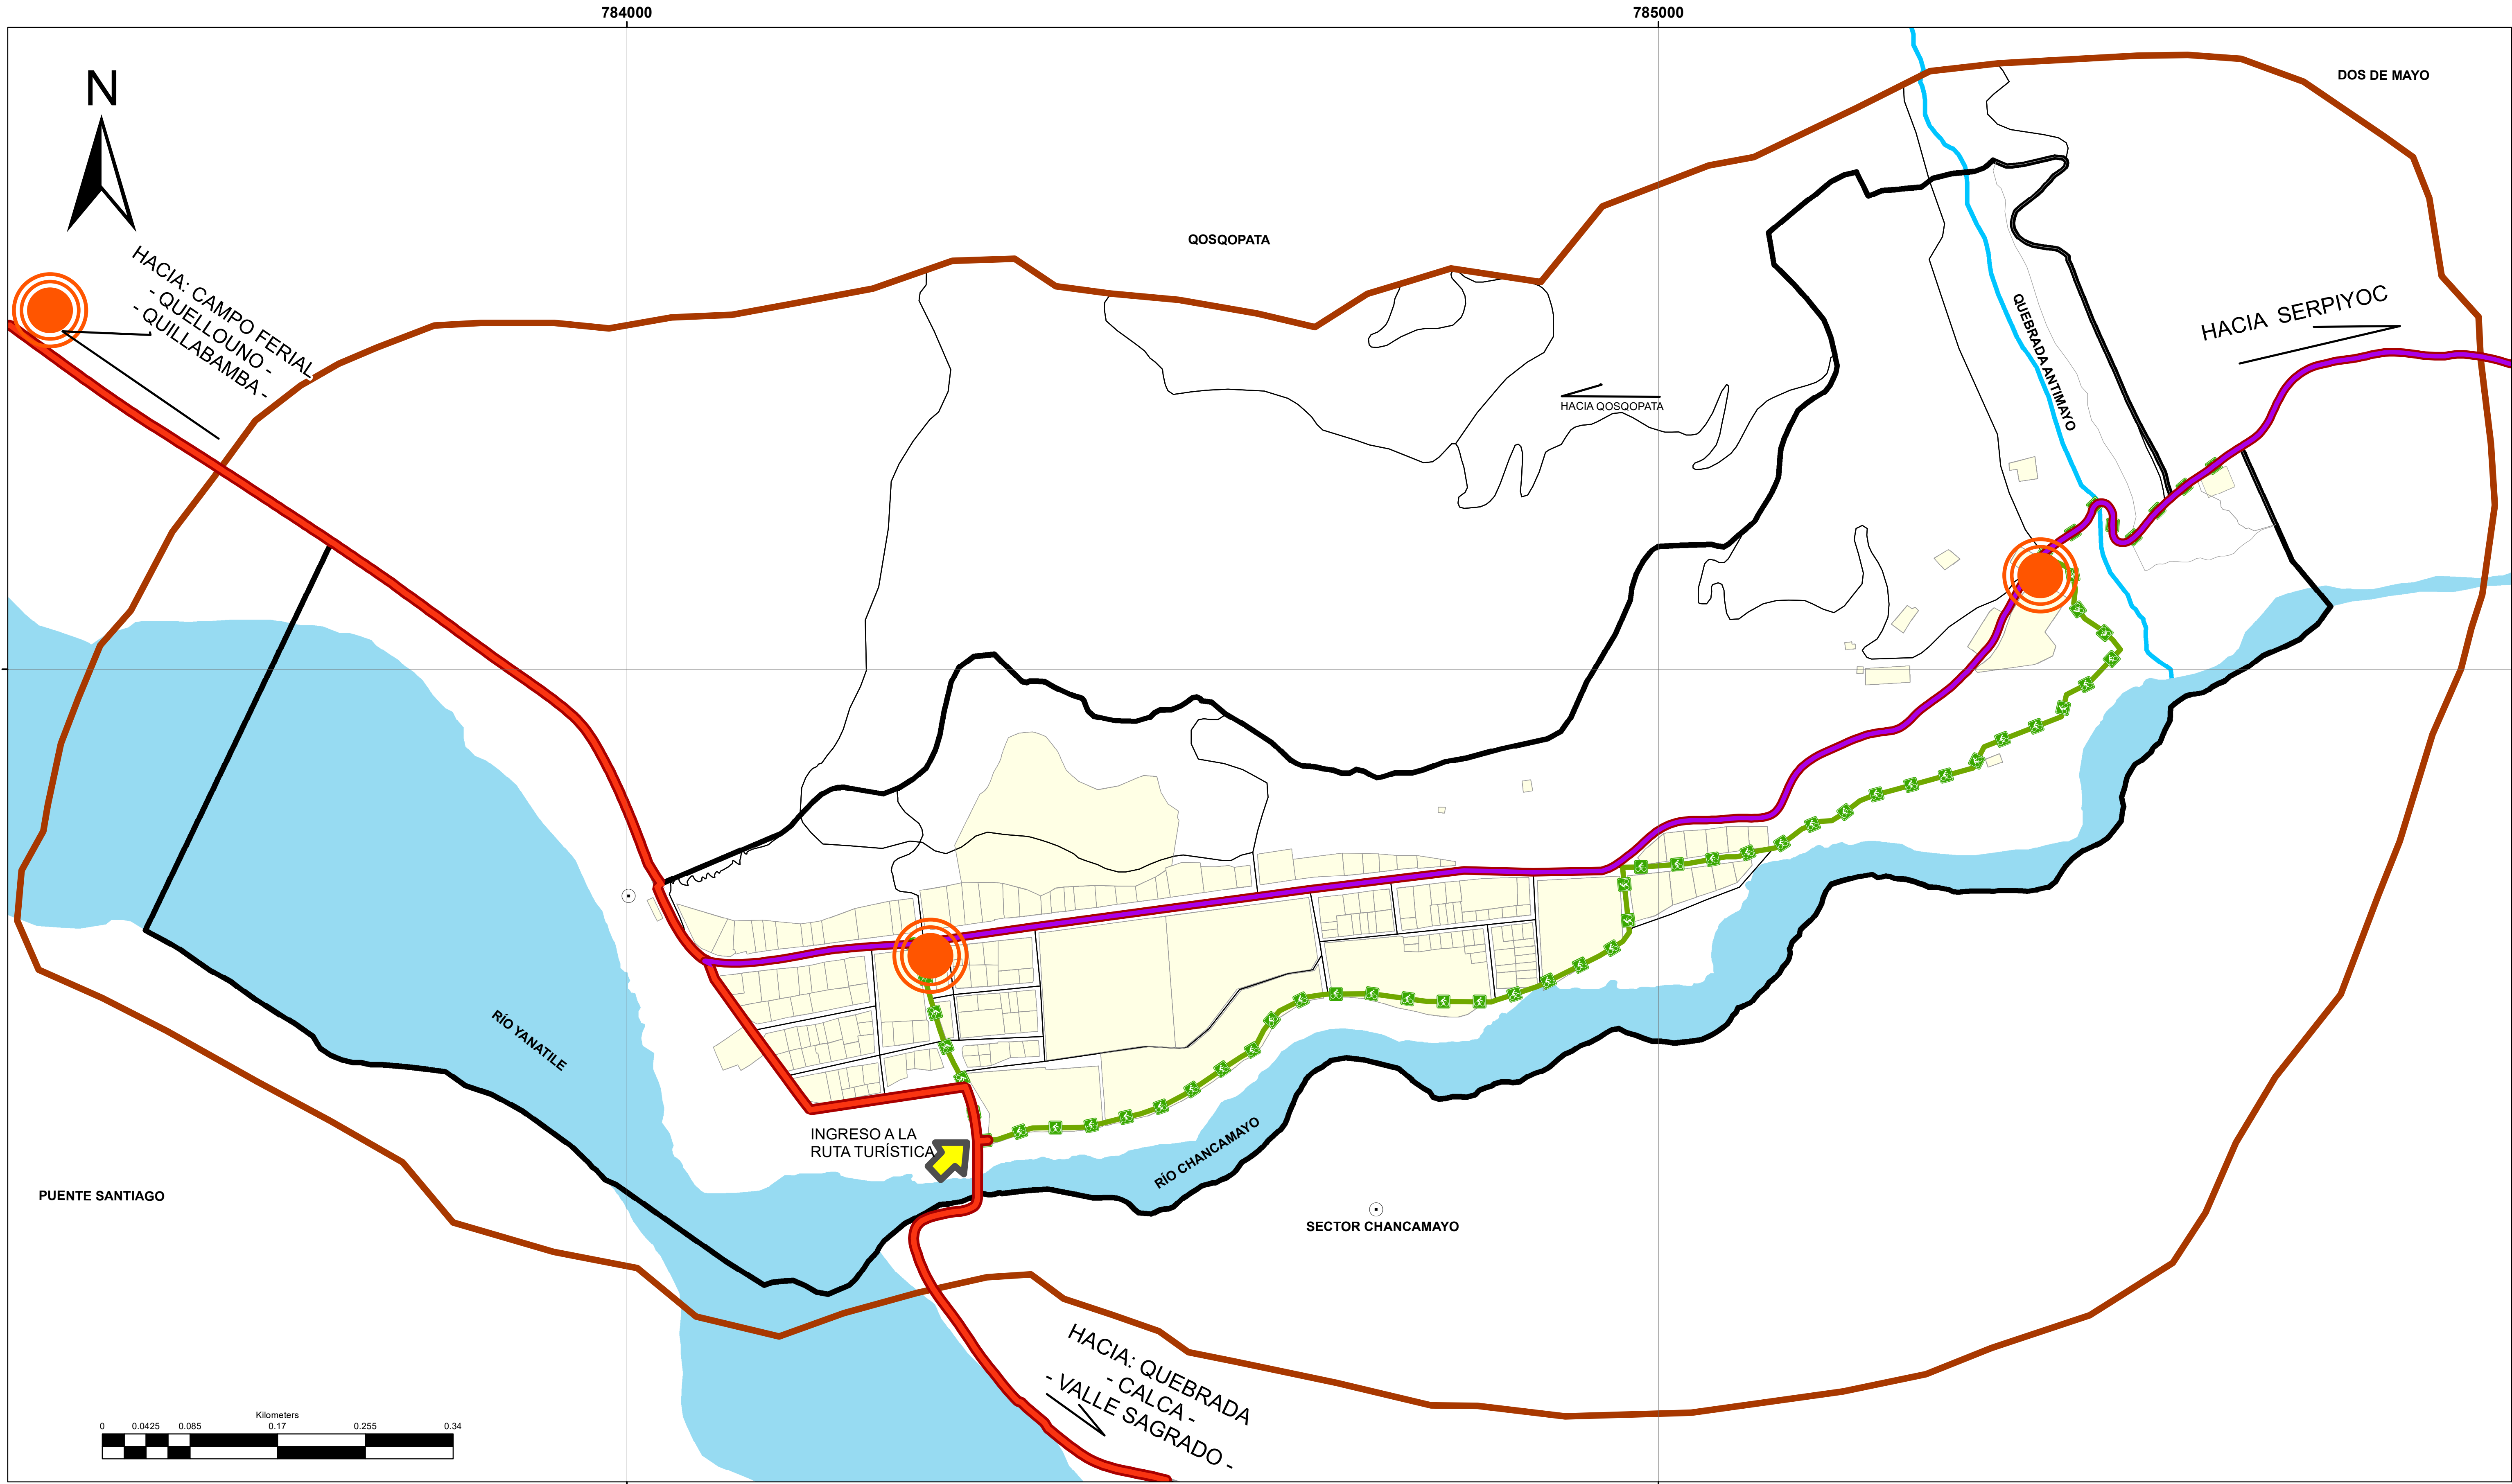 784000
785000
N
DOS DE MAYO
QOSQOPATA
HACIA: CAMPO FERIAL
- QUELLOUNO -
- QUILLABAMBA -
HACIA SERPIYOC
QUEBRADA ANTIMAYO
HACIA QOSQOPATA
RÍO YANATILE
INGRESO A LA
RUTA TURÍSTICA
RÍO CHANCAMAYO
PUENTE SANTIAGO
SECTOR CHANCAMAYO
HACIA: QUEBRADA
- CALCA -
- VALLE SAGRADO -
Kilometers
0 0.0425 0.085 0.17 0.255 0.34